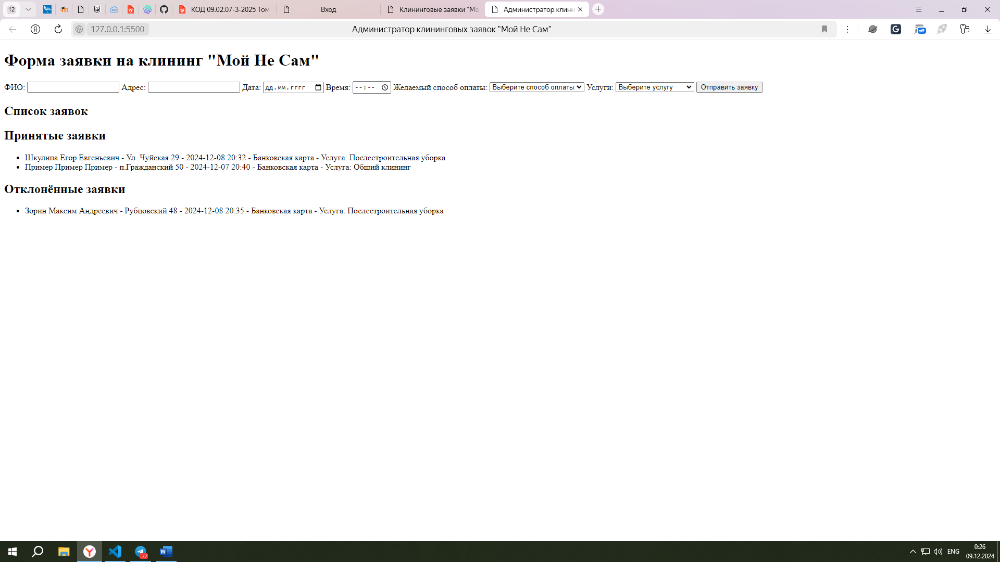 12
КОД 09.02.07-3-2025 Том
Вход
Клининговые заявки "Мо
Администратор клини
127.0.0.1:5500
Администратор клининговых заявок "Мой Не Сам"
off
Форма заявки на клининг "Мой Не Сам"
ФИО: Адрес: Дата: дд.мм.гггг Время: --:-- Желаемый способ оплаты: Выберите способ оплаты Услуги: Выберите услугу Отправить заявку
Список заявок
Принятые заявки
• Шкулипа Егор Евгеньевич - Ул. Чуйская 29 - 2024-12-08 20:32 - Банковская карта - Услуга: Послестроительная уборка
• Пример Пример Пример - п.Гражданский 50 - 2024-12-07 20:40 - Банковская карта - Услуга: Общий клининг
Отклонённые заявки
• Зорин Максим Андреевич - Рубцовский 48 - 2024-12-08 20:35 - Банковская карта - Услуга: Послестроительная уборка
.77
ENG
0:26
09.12.2024